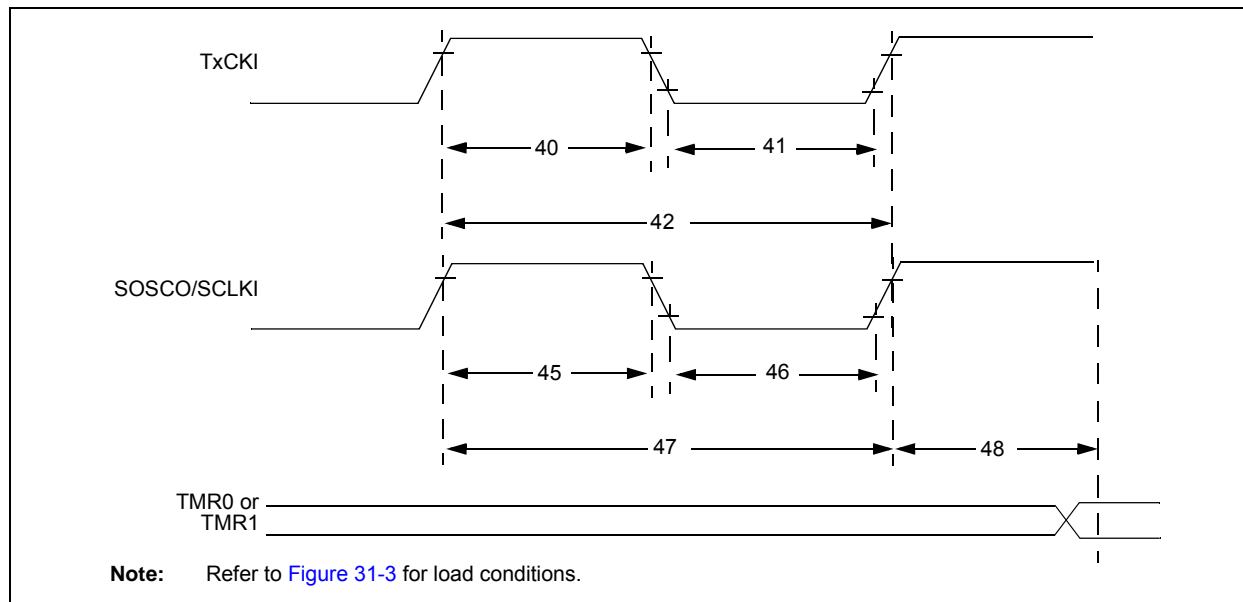 TxCKI
40
41
42
SOSCO/SCLKI
45
46
47
48
TMR0 or
TMR1
Note: Refer to Figure 31-3 for load conditions.